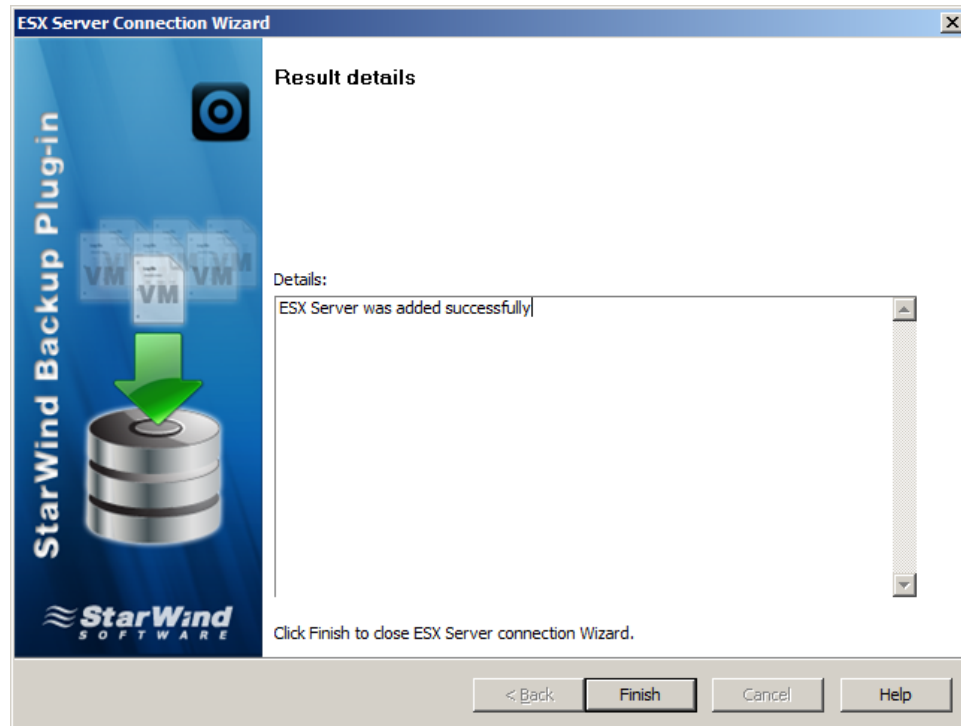 ESX Server Connection Wizard
StarWind Backup Plug-in
VM
VM
VM
StarWind
SOFTWARE
Result details
Details:
ESX Server was added successfully
Click Finish to close ESX Server connection Wizard.
< Back
Finish
Cancel
Help